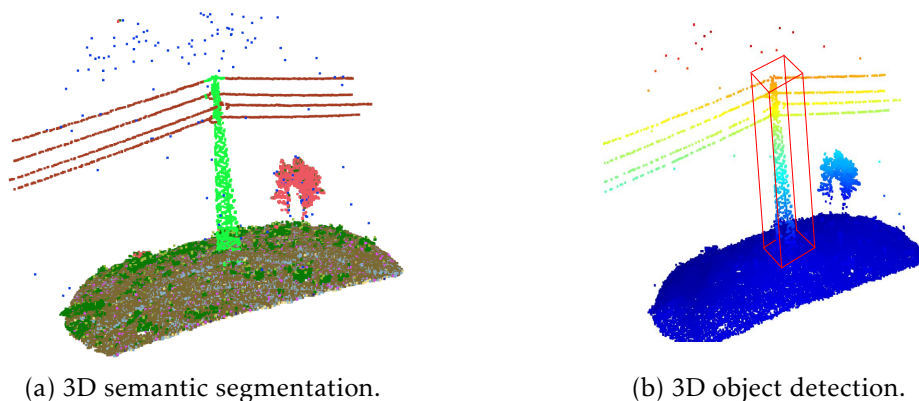 (a) 3D semantic segmentation.
(b) 3D object detection.